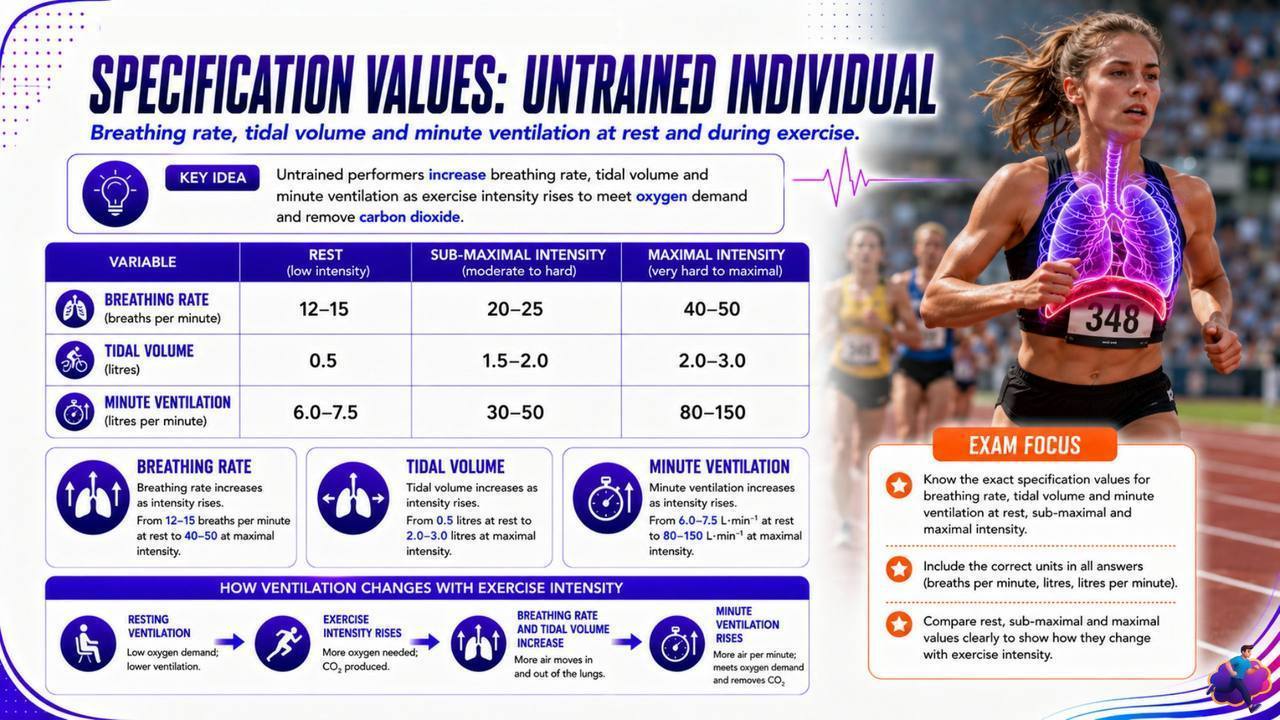 SPECIFICATION VALUES: UNTRAINED INDIVIDUAL
Breathing rate, tidal volume and minute ventilation at rest and during exercise.
KEY IDEA
Untrained performers increase breathing rate, tidal volume and
minute ventilation as exercise intensity rises to meet oxygen demand
and remove carbon dioxide.
VARIABLE
REST
(low intensity)
SUB-MAXIMAL INTENSITY
(moderate to hard)
MAXIMAL INTENSITY
(very hard to maximal)
BREATHING RATE
(breaths per minute)
12–15
20–25
40–50
TIDAL VOLUME
(litres)
0.5
1.5–2.0
2.0–3.0
MINUTE VENTILATION
(litres per minute)
6.0–7.5
30–50
80–150
BREATHING RATE
Breathing rate increases
as intensity rises.
From 12–15 breaths per minute
at rest to 40–50 at maximal
intensity.
TIDAL VOLUME
Tidal volume increases as
intensity rises.
From 0.5 litres at rest to
2.0–3.0 litres at maximal
intensity.
MINUTE VENTILATION
Minute ventilation increases
as intensity rises.
From 6.0–7.5 L·min⁻¹ at rest
to 80–150 L·min⁻¹ at maximal
intensity.
HOW VENTILATION CHANGES WITH EXERCISE INTENSITY
RESTING
VENTILATION
Low oxygen demand;
lower ventilation.
EXERCISE
INTENSITY RISES
More oxygen needed;
CO₂ produced.
BREATHING RATE
AND TIDAL VOLUME
INCREASE
More air moves in
and out of the lungs.
MINUTE
VENTILATION
RISES
More air per minute;
meets oxygen demand
and removes CO₂
348
EXAM FOCUS
Know the exact specification values for
breathing rate, tidal volume and minute
ventilation at rest, sub-maximal and
maximal intensity.
Include the correct units in all answers
(breaths per minute, litres, litres per minute).
Compare rest, sub-maximal and maximal
values clearly to show how they change
with exercise intensity.